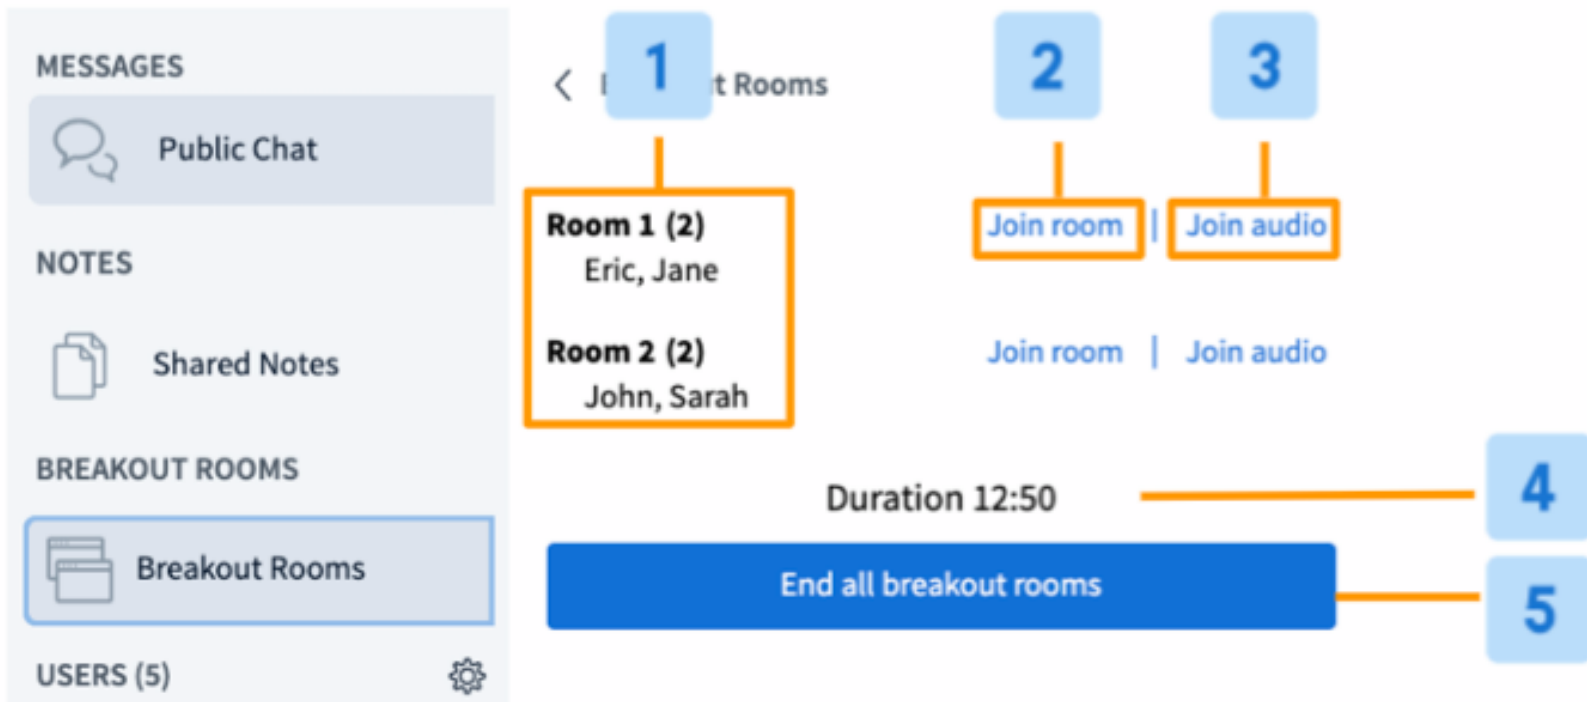 MESSAGES
Public Chat
NOTES
Shared Notes
BREAKOUT ROOMS
Breakout Rooms
USERS (5)
1
2
3
t Rooms
Room 1 (2)
Join room | Join audio
Eric, Jane
Room 2 (2)
Join room | Join audio
John, Sarah
Duration 12:50
4
End all breakout rooms
5